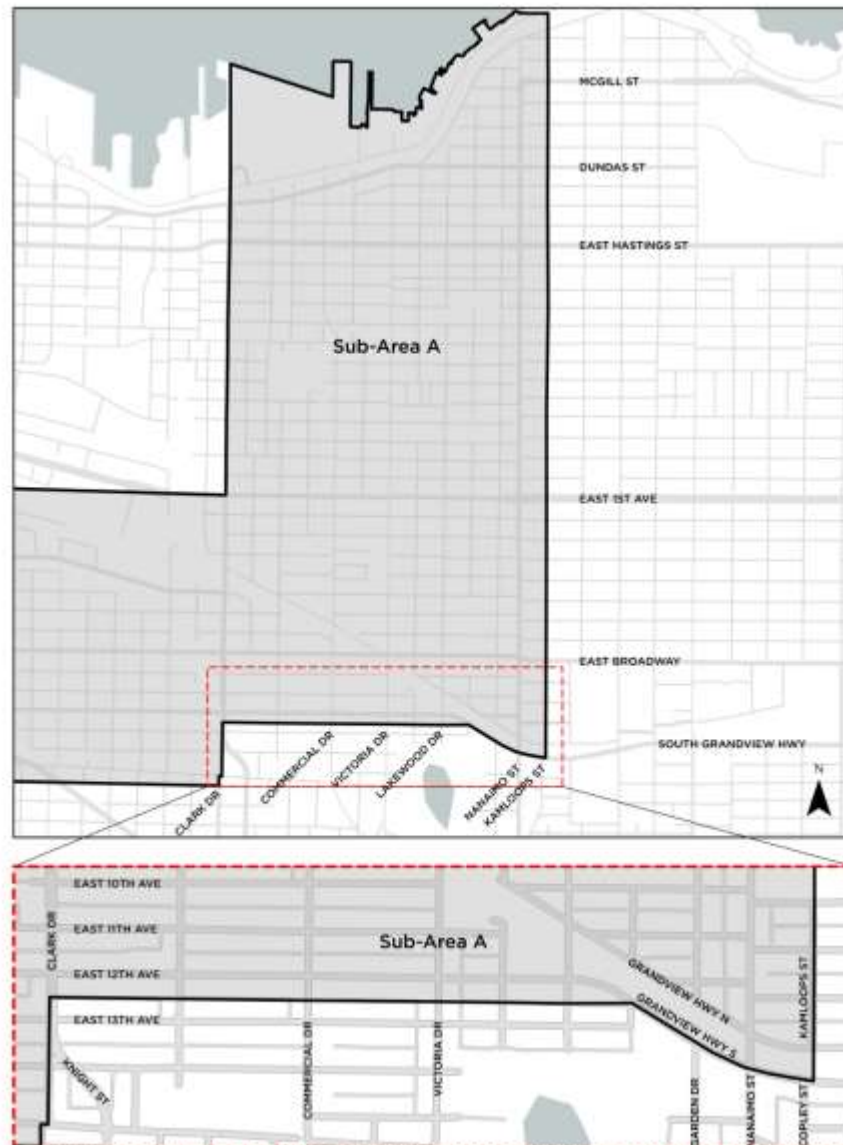 MCGILL ST
DUNDAS ST
EAST HASTINGS ST
Sub-Area A
EAST 1ST AVE
EAST BROADWAY
SOUTH GRANDVIEW HWY
COMMERCIAL DR
VICTORIA DR
LAKEWOOD DR
NANAIMO ST
KAMLOOPS ST
CLARK DR
N
EAST 10TH AVE
CLARK DR
EAST 11TH AVE
Sub-Area A
EAST 12TH AVE
GRANDVIEW HWY N
KAMLOOPS ST
GRANDVIEW HWY S
EAST 13TH AVE
KNIGHT ST
COMMERCIAL DR
VICTORIA DR
GARDEN DR
NANAIMO ST
COPLEY ST